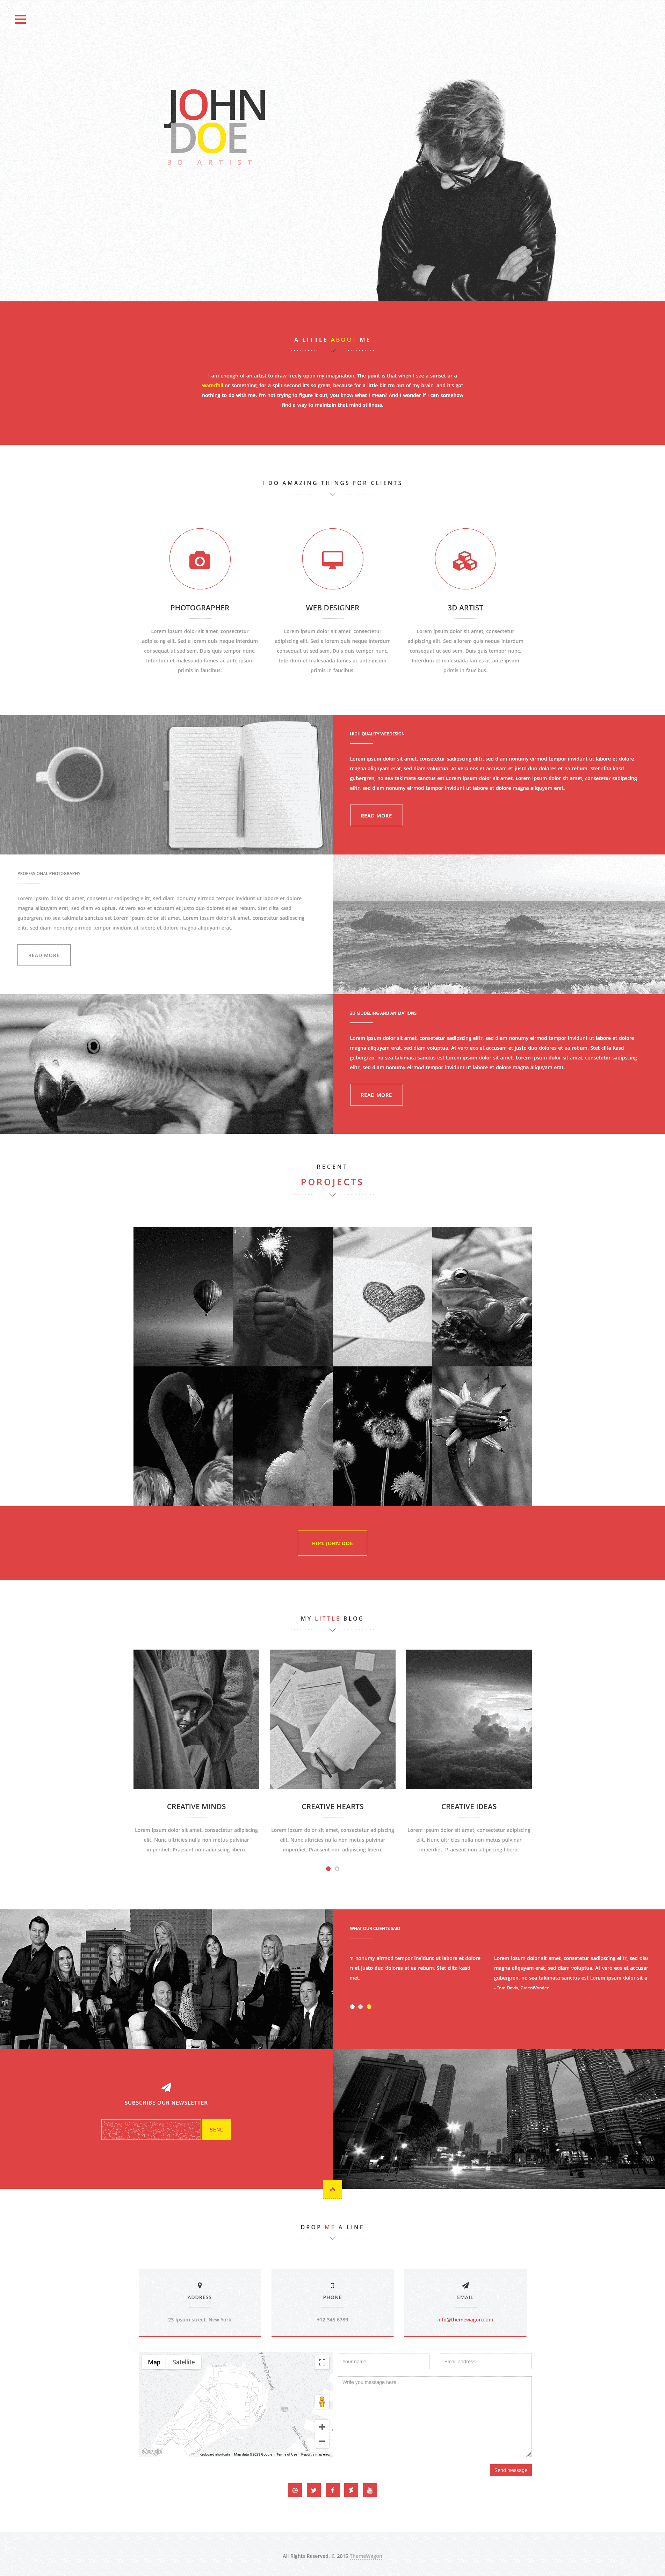 JOHN
DOE
3D ARTIST
A LITTLE ABOUT ME
I am enough of an artist to draw freely upon my imagination. The point is that when I see a sunset or a
waterfall or something, for a split second it's so great, because for a little bit I'm out of my brain, and it's got
nothing to do with me. I'm not trying to figure it out, you know what I mean? And I wonder if I can somehow
find a way to maintain that mind stillness.
I DO AMAZING THINGS FOR CLIENTS
PHOTOGRAPHER
Lorem ipsum dolor sit amet, consectetur
adipiscing elit. Sed a lorem quis neque interdum
consequat ut sed sem. Duis quis tempor nunc.
Interdum et malesuada fames ac ante ipsum
primis in faucibus.
WEB DESIGNER
Lorem ipsum dolor sit amet, consectetur
adipiscing elit. Sed a lorem quis neque interdum
consequat ut sed sem. Duis quis tempor nunc.
Interdum et malesuada fames ac ante ipsum
primis in faucibus.
3D ARTIST
Lorem ipsum dolor sit amet, consectetur
adipiscing elit. Sed a lorem quis neque interdum
consequat ut sed sem. Duis quis tempor nunc.
Interdum et malesuada fames ac ante ipsum
primis in faucibus.
HIGH QUALITY WEBDESIGN
Lorem ipsum dolor sit amet, consetetur sadipscing elitr, sed diam nonumy eirmod tempor invidunt ut labore et dolore
magna aliquyam erat, sed diam voluptua. At vero eos et accusam et justo duo dolores et ea rebum. Stet clita kasd
gubergren, no sea takimata sanctus est Lorem ipsum dolor sit amet. Lorem ipsum dolor sit amet, consetetur sadipscing
elitr, sed diam nonumy eirmod tempor invidunt ut labore et dolore magna aliquyam erat.
READ MORE
PROFESSIONAL PHOTOGRAPHY
Lorem ipsum dolor sit amet, consetetur sadipscing elitr, sed diam nonumy eirmod tempor invidunt ut labore et dolore
magna aliquyam erat, sed diam voluptua. At vero eos et accusam et justo duo dolores et ea rebum. Stet clita kasd
gubergren, no sea takimata sanctus est Lorem ipsum dolor sit amet. Lorem ipsum dolor sit amet, consetetur sadipscing
elitr, sed diam nonumy eirmod tempor invidunt ut labore et dolore magna aliquyam erat.
READ MORE
3D MODELING AND ANIMATIONS
Lorem ipsum dolor sit amet, consetetur sadipscing elitr, sed diam nonumy eirmod tempor invidunt ut labore et dolore
magna aliquyam erat, sed diam voluptua. At vero eos et accusam et justo duo dolores et ea rebum. Stet clita kasd
gubergren, no sea takimata sanctus est Lorem ipsum dolor sit amet. Lorem ipsum dolor sit amet, consetetur sadipscing
elitr, sed diam nonumy eirmod tempor invidunt ut labore et dolore magna aliquyam erat.
READ MORE
RECENT
POROJECTS
HIRE JOHN DOE
MY LITTLE BLOG
CREATIVE MINDS
Lorem ipsum dolor sit amet, consectetur adipiscing
elit. Nunc ultricies nulla non metus pulvinar
imperdiet. Praesent non adipiscing libero.
CREATIVE HEARTS
Lorem ipsum dolor sit amet, consectetur adipiscing
elit. Nunc ultricies nulla non metus pulvinar
imperdiet. Praesent non adipiscing libero.
CREATIVE IDEAS
Lorem ipsum dolor sit amet, consectetur adipiscing
elit. Nunc ultricies nulla non metus pulvinar
imperdiet. Praesent non adipiscing libero.
WHAT OUR CLIENTS SAID
n nonumy eirmod tempor invidunt ut labore et dolore
n et justo duo dolores et ea rebum. Stet clita kasd
met.
Lorem ipsum dolor sit amet, consetetur sadipscing elitr, sed dia
magna aliquyam erat, sed diam voluptua. At vero eos et accusa
gubergren, no sea takimata sanctus est Lorem ipsum dolor sit a
- Tom Davis, GreenWonder
SUBSCRIBE OUR NEWSLETTER
SEND
DROP ME A LINE
ADDRESS
23 Ipsum street, New York
PHONE
+12 345 6789
EMAIL
info@themewagon.com
Map Satellite
Google
Keyboard shortcuts Map data ©2023 Google Terms of Use Report a map error
Your name
Email address
Write you message here...
Send message
All Rights Reserved. © 2015 ThemeWagon